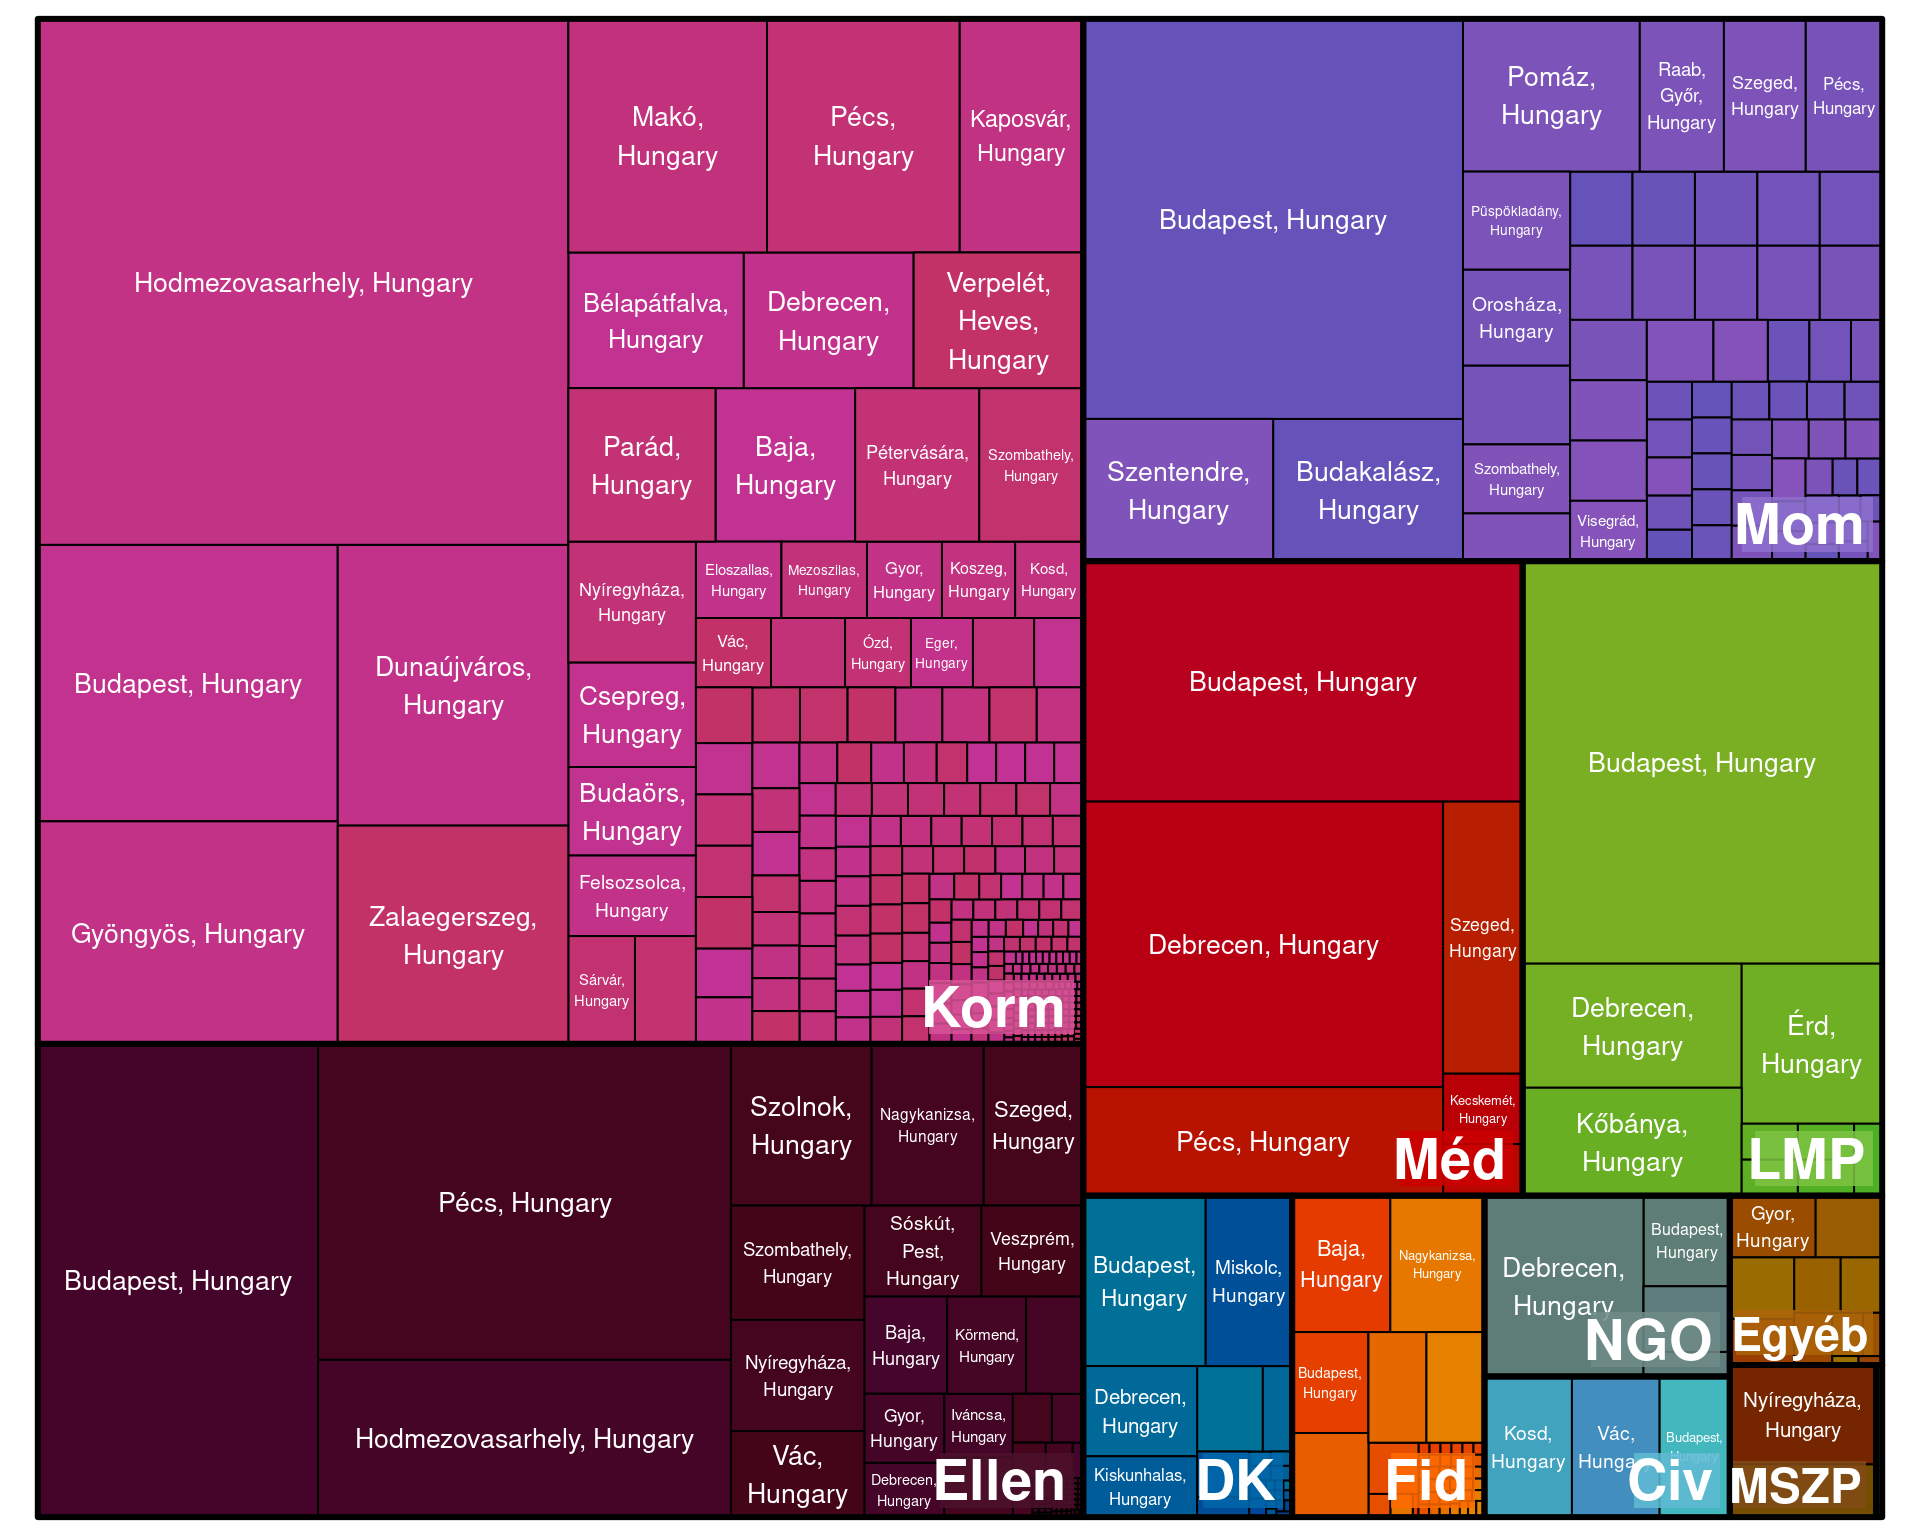 Hodmezovasarhely, Hungary
Makó,
Hungary
Pécs,
Hungary
Kaposvár,
Hungary
Bélapátfalva,
Hungary
Debrecen,
Hungary
Verpelét,
Heves,
Hungary
Parád,
Hungary
Baja,
Hungary
Pétervására,
Hungary
Szombathely,
Hungary
Budapest, Hungary
Dunaújváros,
Hungary
Gyöngyös, Hungary
Zalaegerszeg,
Hungary
Nyíregyháza,
Hungary
Eloszallas,
Hungary
Mezoszilas,
Hungary
Gyor,
Hungary
Koszeg,
Hungary
Kosd,
Hungary
Vác,
Hungary
Ózd,
Hungary
Eger,
Hungary
Csepreg,
Hungary
Budaörs,
Hungary
Felsozsolca,
Hungary
Sárvár,
Hungary
Korm
Budapest, Hungary
Pomáz,
Hungary
Raab,
Győr,
Hungary
Szeged,
Hungary
Pécs,
Hungary
Püspökladány,
Hungary
Orosháza,
Hungary
Szentendre,
Hungary
Budakalász,
Hungary
Szombathely,
Hungary
Visegrád,
Hungary
Mom
Budapest, Hungary
Debrecen, Hungary
Szeged,
Hungary
Kecskemét,
Hungary
Pécs, Hungary
Méd
Budapest, Hungary
Debrecen,
Hungary
Érd,
Hungary
Kőbánya,
Hungary
LMP
Budapest, Hungary
Pécs, Hungary
Hodmezovasarhely, Hungary
Szolnok,
Hungary
Nagykanizsa,
Hungary
Szeged,
Hungary
Szombathely,
Hungary
Sóskút,
Pest,
Hungary
Veszprém,
Hungary
Nyíregyháza,
Hungary
Baja,
Hungary
Körmend,
Hungary
Vác,
Hungary
Gyor,
Hungary
Iváncsa,
Hungary
Debrecen,
Hungary
Ellen
Budapest,
Hungary
Miskolc,
Hungary
Debrecen,
Hungary
Kiskunhalas,
Hungary
DK
Baja,
Hungary
Nagykanizsa,
Hungary
Budapest,
Hungary
Fid
Debrecen,
Hungary
Budapest,
Hungary
NGO
Kosd,
Hungary
Vác,
Hungary
Budapest,
Hungary
Civ
Gyor,
Hungary
Egyéb
Nyíregyháza,
Hungary
MSZP